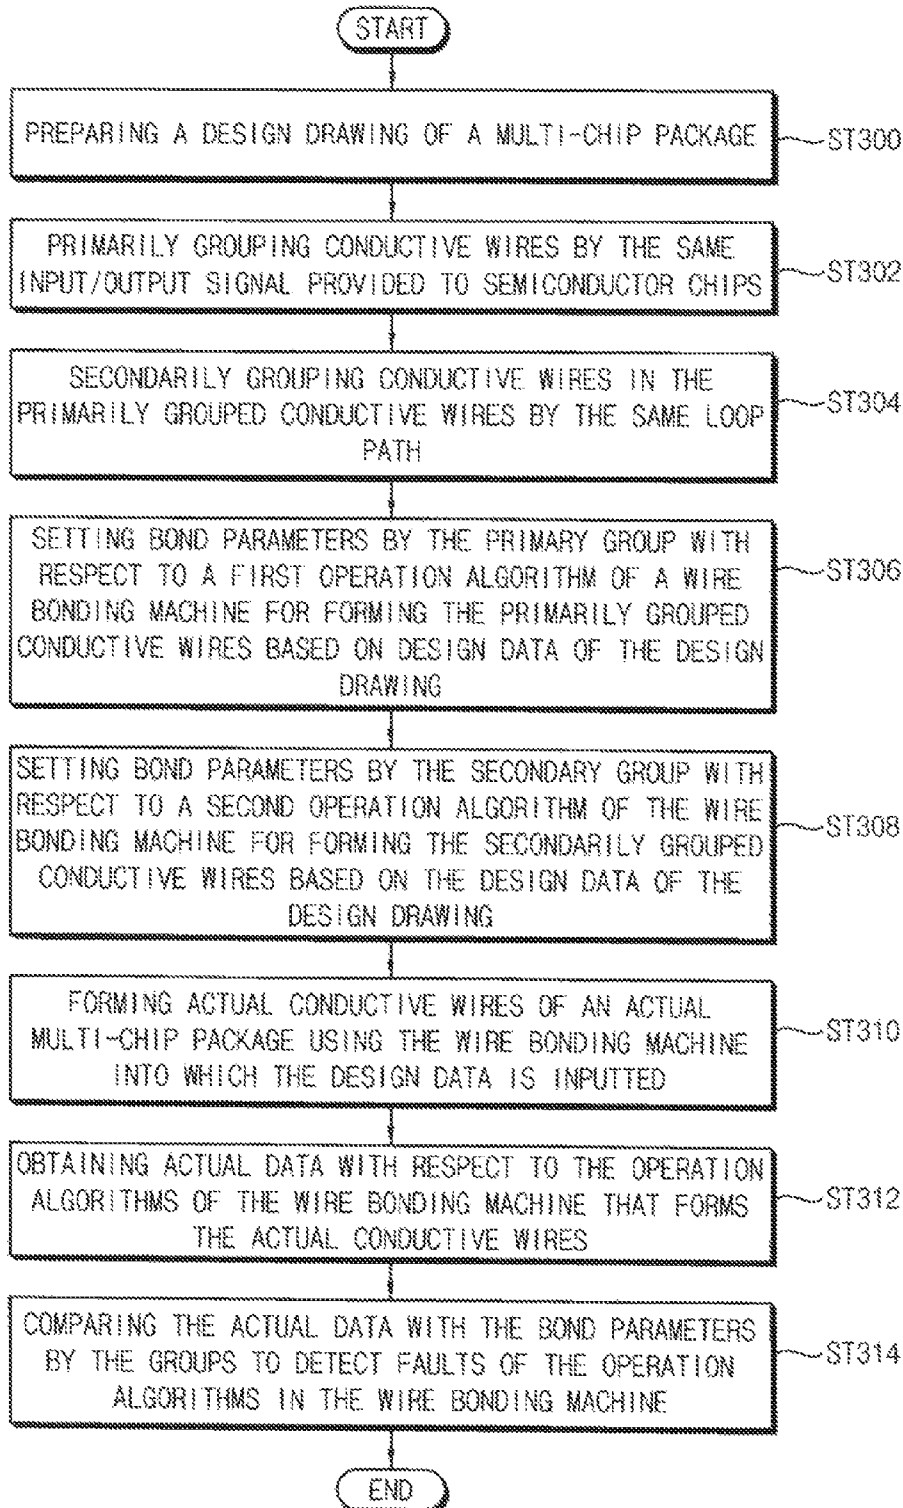 START
PREPARING A DESIGN DRAWING OF A MULTI-CHIP PACKAGE
ST300
PRIMARILY GROUPING CONDUCTIVE WIRES BY THE SAME
INPUT/OUTPUT SIGNAL PROVIDED TO SEMICONDUCTOR CHIPS
ST302
SECONDARILY GROUPING CONDUCTIVE WIRES IN THE
PRIMARILY GROUPED CONDUCTIVE WIRES BY THE SAME LOOP
PATH
ST304
SETTING BOND PARAMETERS BY THE PRIMARY GROUP WITH
RESPECT TO A FIRST OPERATION ALGORITHM OF A WIRE
BONDING MACHINE FOR FORMING THE PRIMARILY GROUPED
CONDUCTIVE WIRES BASED ON DESIGN DATA OF THE DESIGN
DRAWING
ST306
SETTING BOND PARAMETERS BY THE SECONDARY GROUP WITH
RESPECT TO A SECOND OPERATION ALGORITHM OF THE WIRE
BONDING MACHINE FOR FORMING THE SECONDARILY GROUPED
CONDUCTIVE WIRES BASED ON THE DESIGN DATA OF THE
DESIGN DRAWING
ST308
FORMING ACTUAL CONDUCTIVE WIRES OF AN ACTUAL
MULTI-CHIP PACKAGE USING THE WIRE BONDING MACHINE
INTO WHICH THE DESIGN DATA IS INPUTTED
ST310
OBTAINING ACTUAL DATA WITH RESPECT TO THE OPERATION
ALGORITHMS OF THE WIRE BONDING MACHINE THAT FORMS
THE ACTUAL CONDUCTIVE WIRES
ST312
COMPARING THE ACTUAL DATA WITH THE BOND PARAMETERS
BY THE GROUPS TO DETECT FAULTS OF THE OPERATION
ALGORITHMS IN THE WIRE BONDING MACHINE
ST314
END